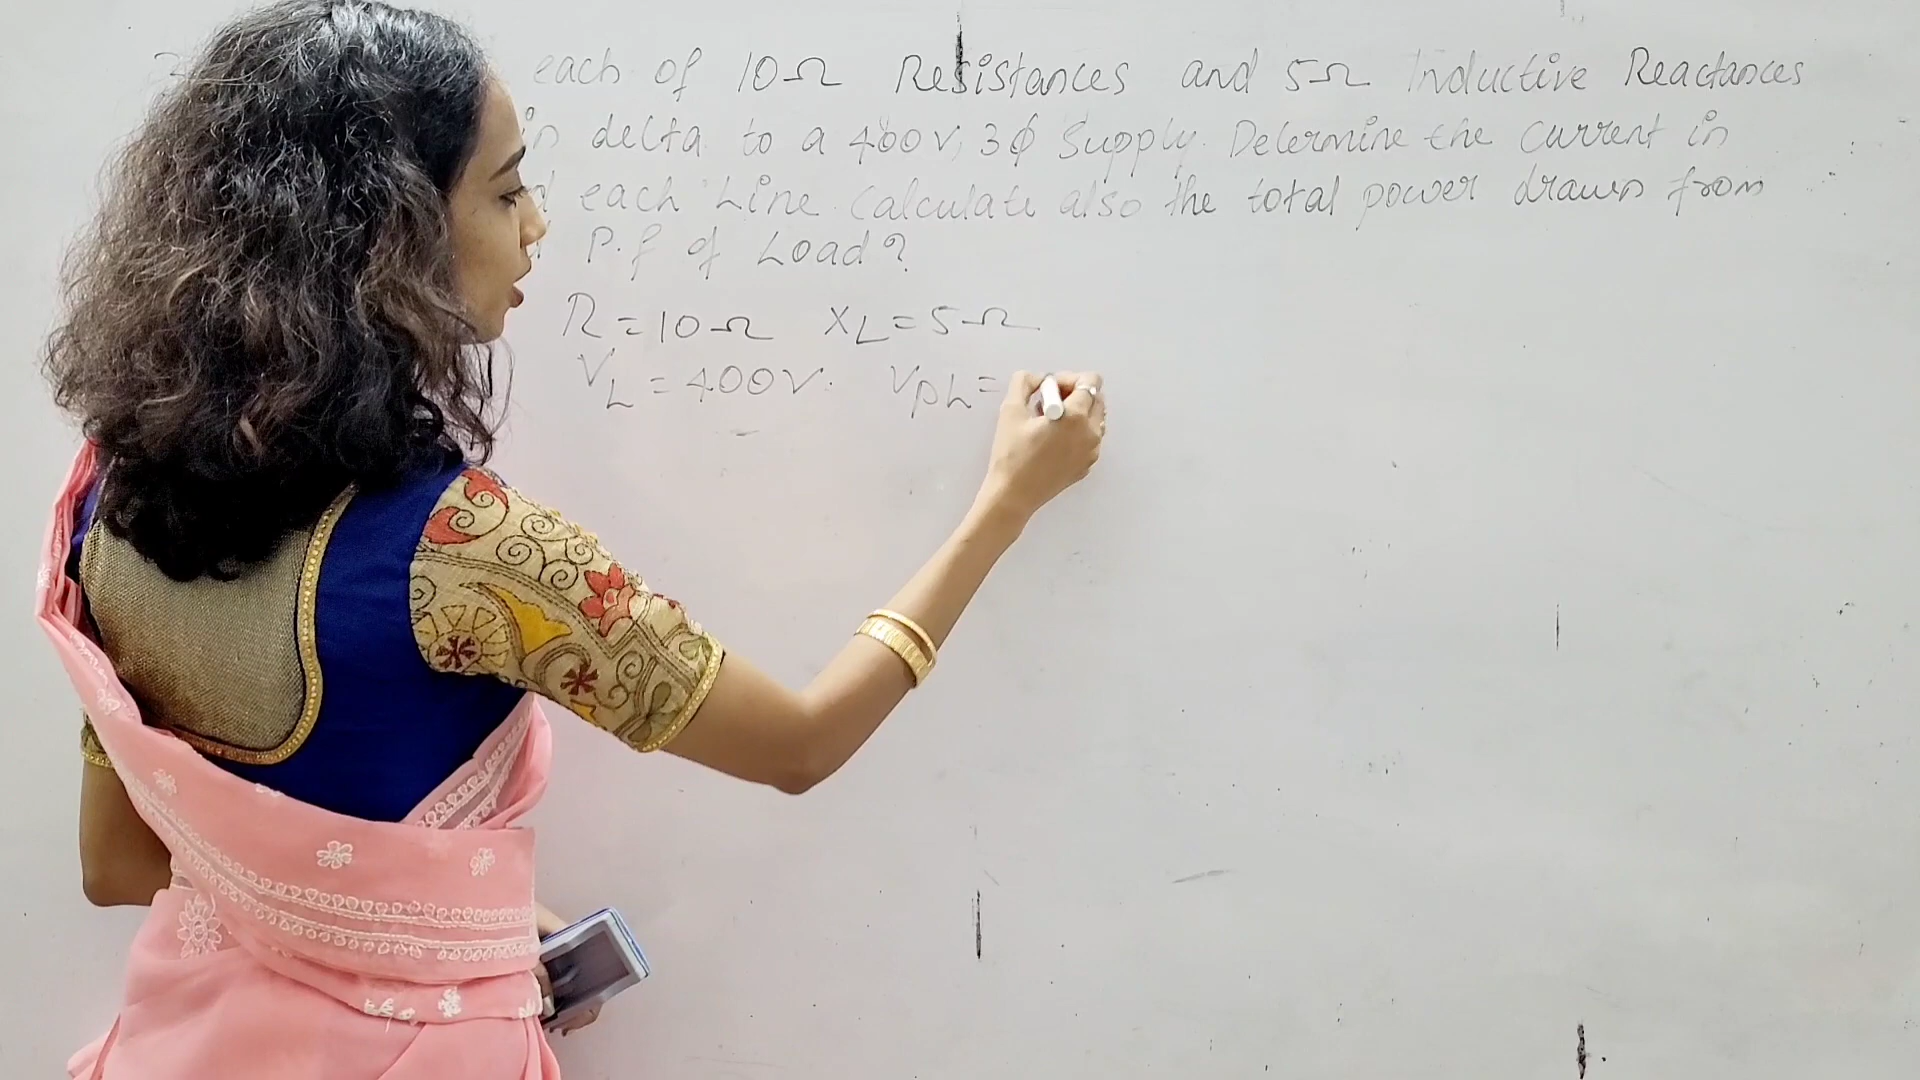 each of 10Ω Resistances and 5Ω Inductive Reactances
in delta to a 400V, 3ϕ Supply. Determine the current in
each Line. Calculate also the total power drawn from
P.f of Load?
R = 10Ω XL = 5Ω
VL = 400V. Vph =